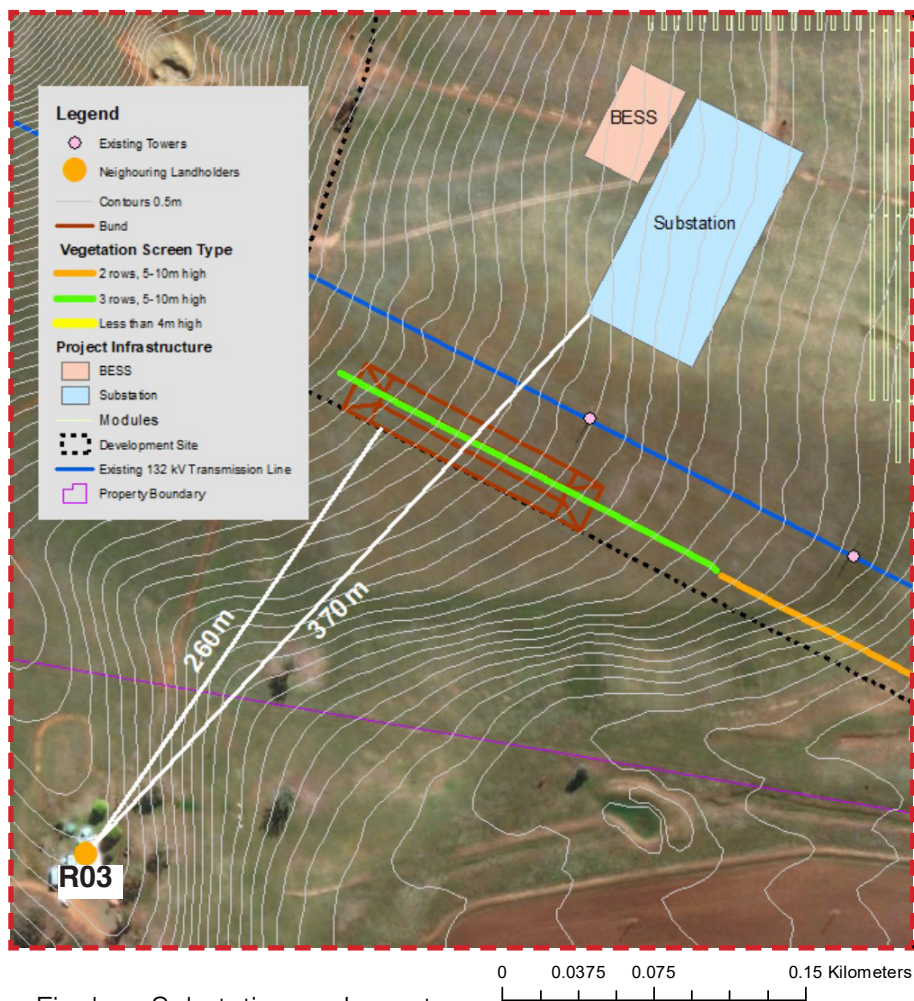 BESS
Substation
Legend
Existing Towers
Neighouring Landholders
Contours 0.5m
Bund
Vegetation Screen Type
2 rows, 5-10m high
3 rows, 5-10m high
Less than 4m high
Project Infrastructure
BESS
Substation
Modules
Development Site
Existing 132 kV Transmission Line
Property Boundary
260m
370m
R03
0 0.0375 0.075 0.15 Kilometers